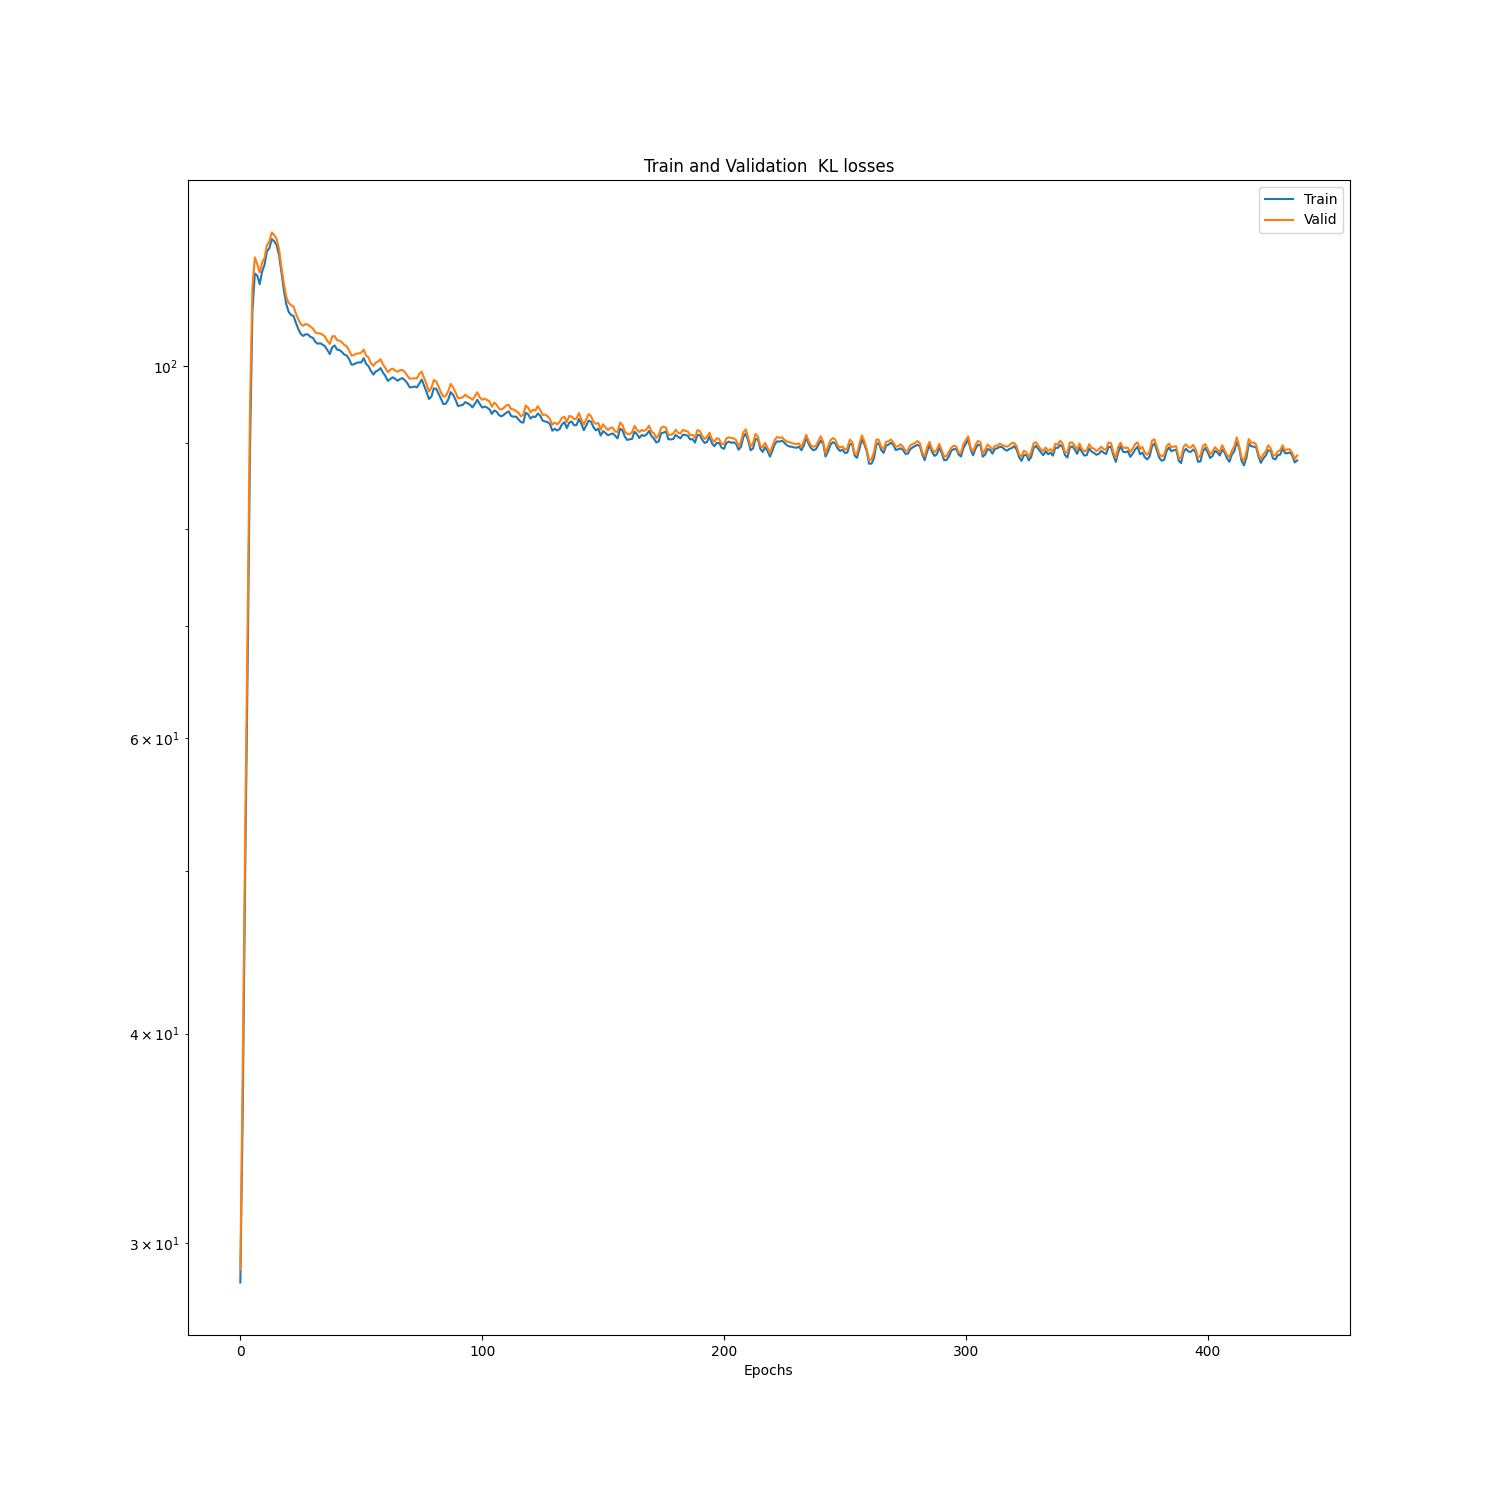 Train and Validation  KL losses
Train
Valid
10²
6 × 10¹
4 × 10¹
3 × 10¹
0 100 200 300 400
Epochs